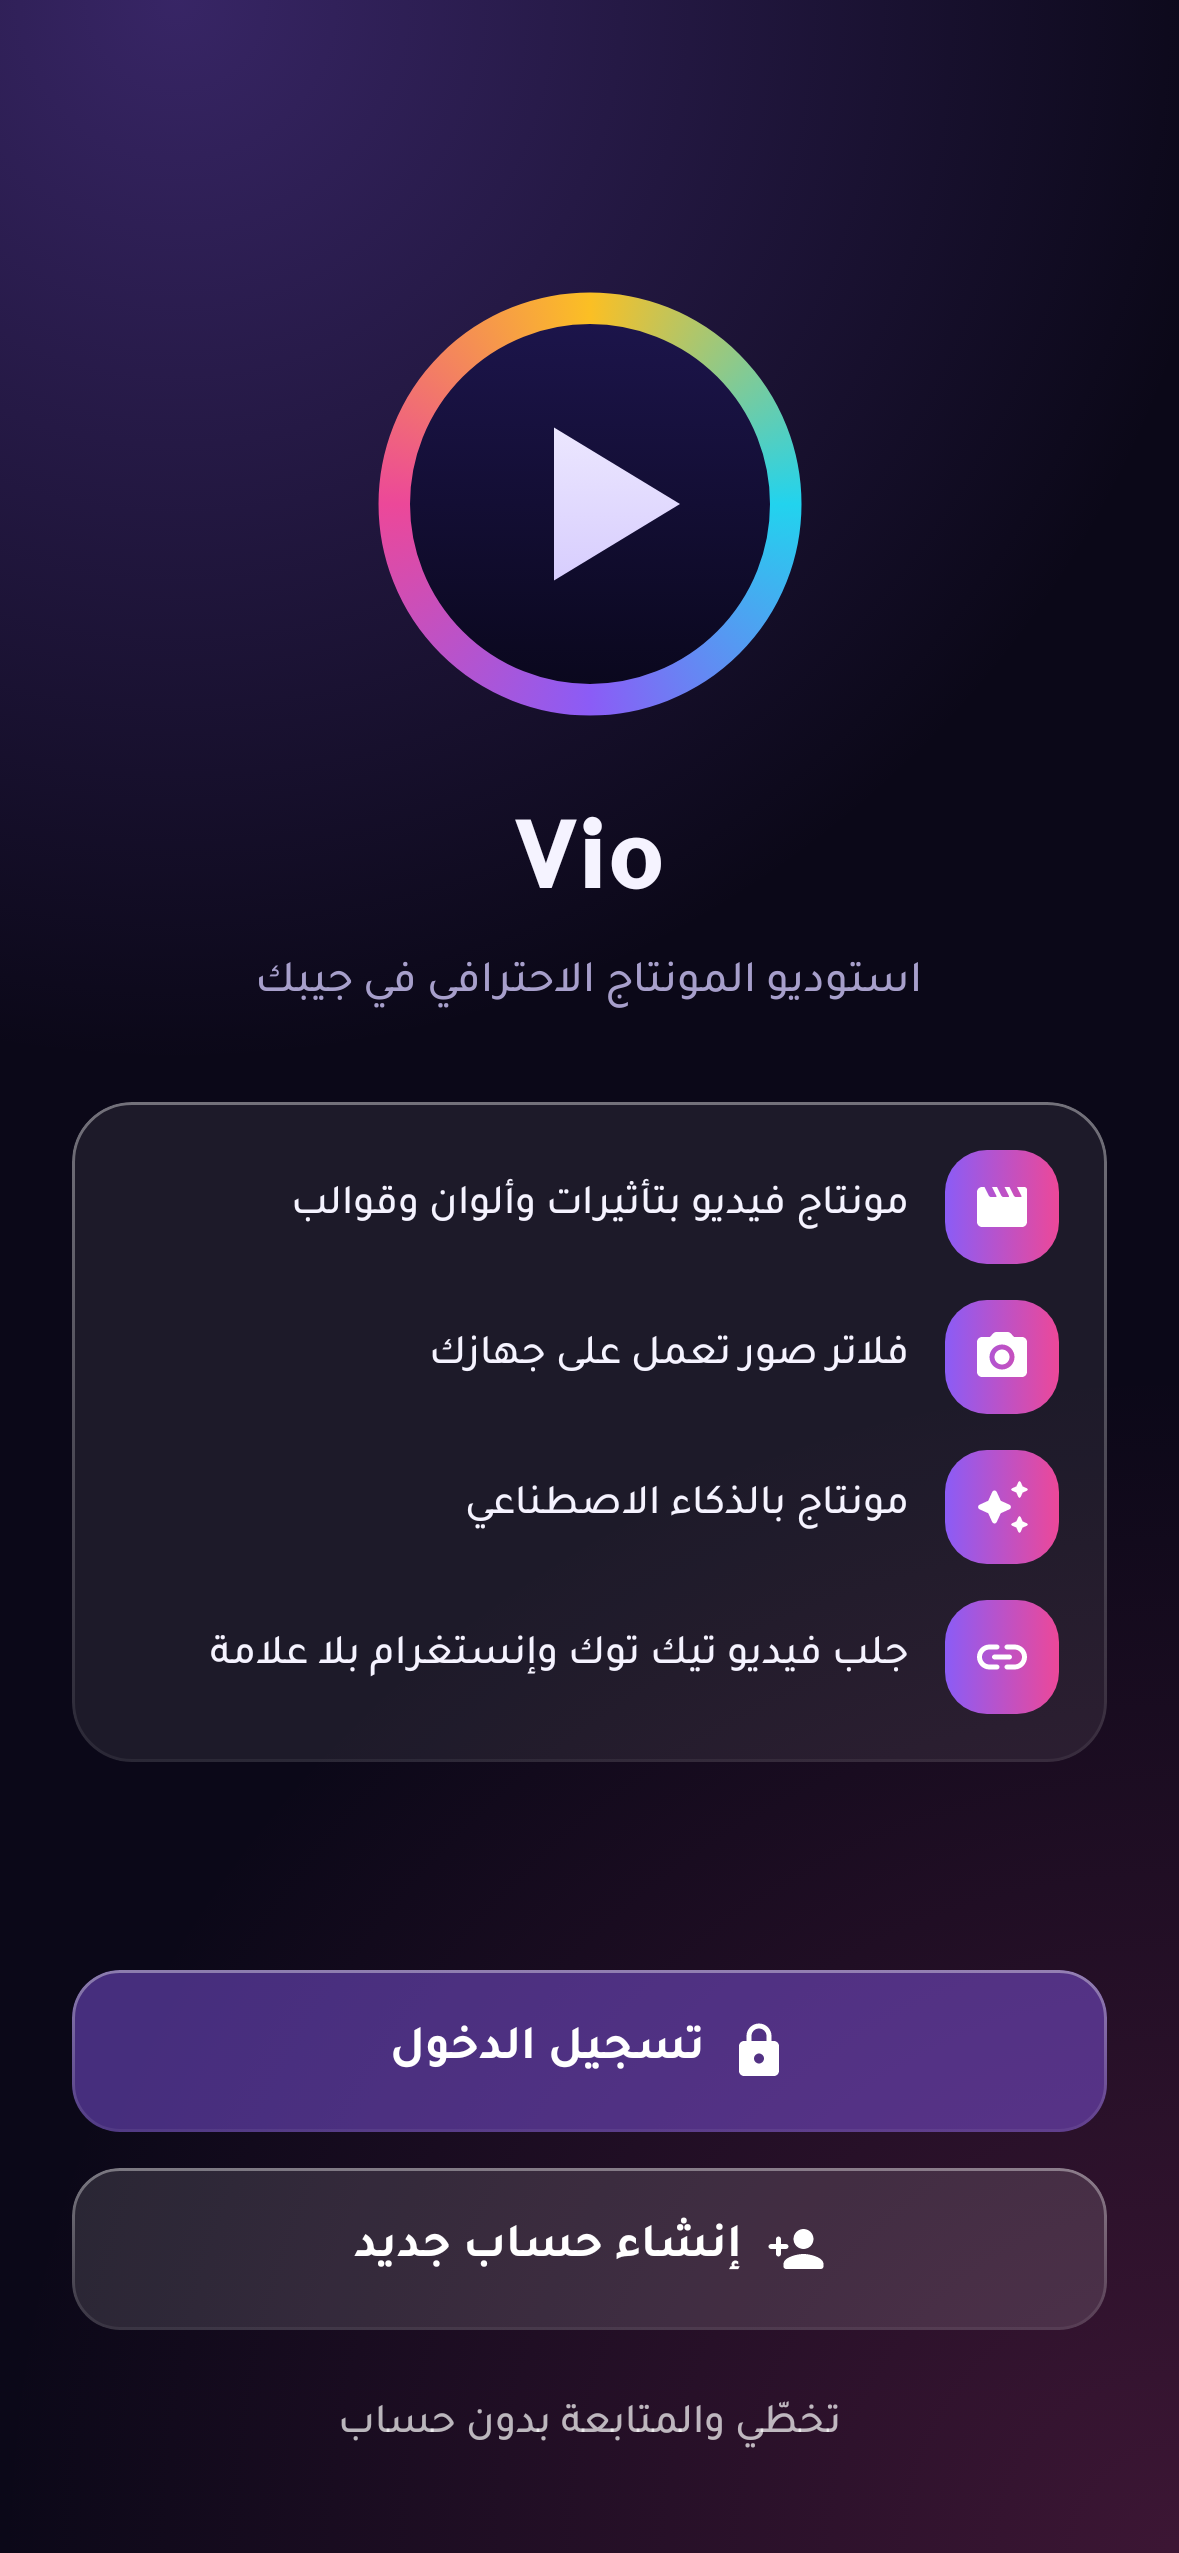 Vio
استوديو المونتاج الاحترافي في جيبك
مونتاج فيديو بتأثيرات وألوان وقوالب
فلاتر صور تعمل على جهازك
مونتاج بالذكاء الاصطناعي
جلب فيديو تيك توك وإنستغرام بلا علامة
تسجيل الدخول
إنشاء حساب جديد
تخطّي والمتابعة بدون حساب